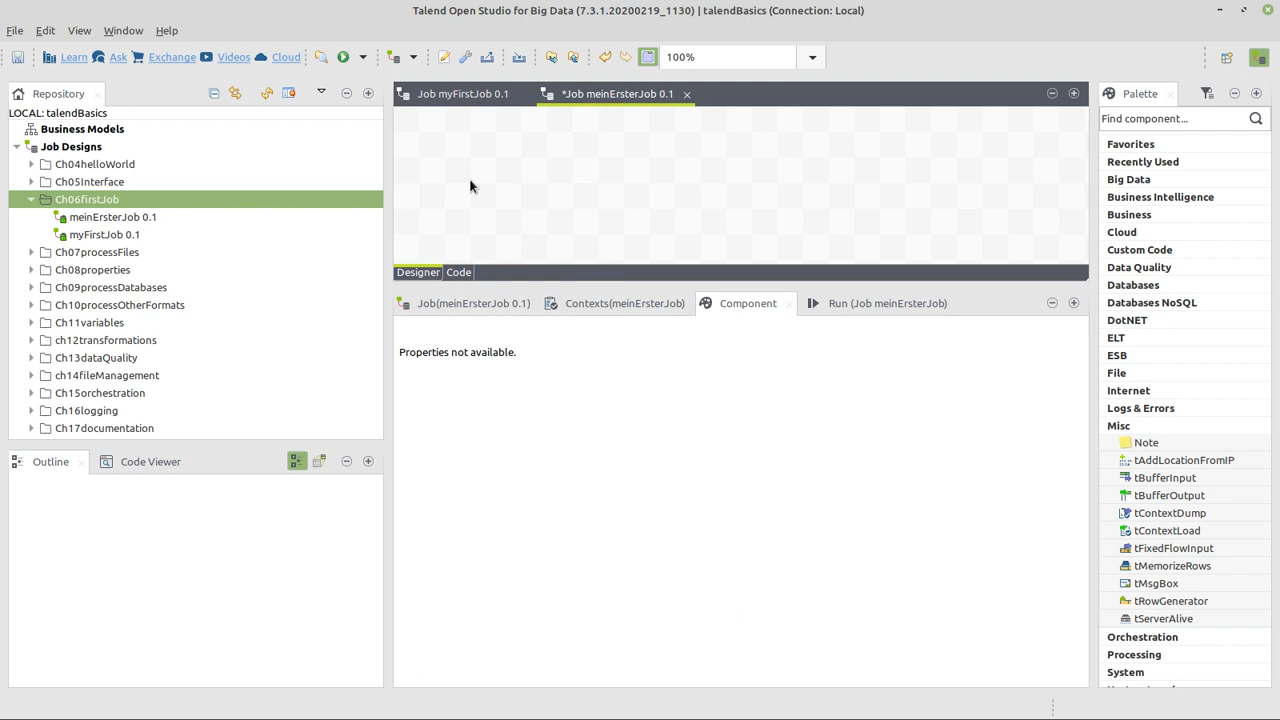 Talend Open Studio for Big Data (7.3.1.20200219_1130) | talendBasics (Connection: Local)
File Edit View Window Help
Learn Ask Exchange Videos Cloud 100%
Repository
LOCAL: talendBasics
Business Models
Job Designs
Ch04helloWorld
Ch05Interface
Ch06firstJob
meinErsterJob 0.1
myFirstJob 0.1
Ch07processFiles
Ch08properties
Ch09processDatabases
Ch10processOtherFormats
Ch11variables
ch12transformations
Ch13dataQuality
ch14fileManagement
Ch15orchestration
Ch16logging
Ch17documentation
Outline Code Viewer
Job myFirstJob 0.1 *Job meinErsterJob 0.1
Designer Code
Job(meinErsterJob 0.1) Contexts(meinErsterJob) Component Run (Job meinErsterJob)
Properties not available.
Palette
Find component...
Favorites
Recently Used
Big Data
Business Intelligence
Business
Cloud
Custom Code
Data Quality
Databases
Databases NoSQL
DotNET
ELT
ESB
File
Internet
Logs & Errors
Misc
Note
tAddLocationFromIP
tBufferInput
tBufferOutput
tContextDump
tContextLoad
tFixedFlowInput
tMemorizeRows
tMsgBox
tRowGenerator
tServerAlive
Orchestration
Processing
System